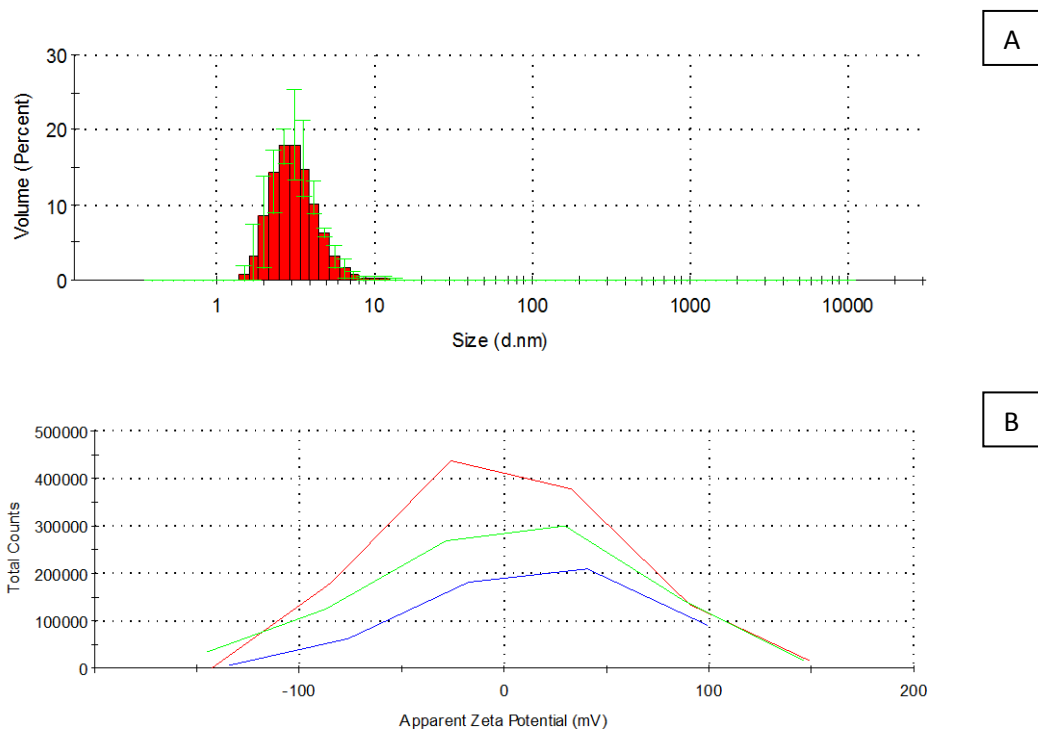 A
30
20
10
0
Volume (Percent)
1 10 100 1000 10000
Size (d.nm)
B
500000
400000
300000
200000
100000
0
Total Counts
-100 0 100 200
Apparent Zeta Potential (mV)